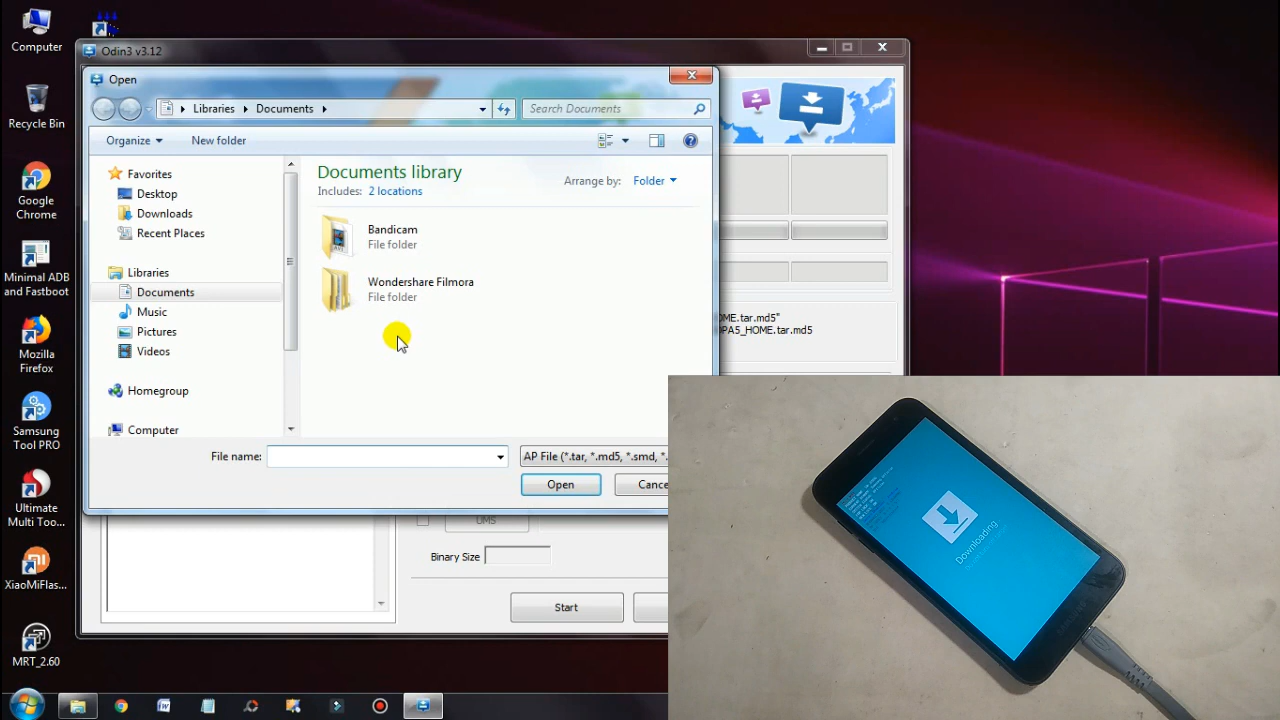 Computer
Recycle Bin
Google
Chrome
Minimal ADB
and Fastboot
Mozilla
Firefox
Samsung
Tool PRO
Ultimate
Multi Too...
XiaoMiFlas...
MRT_2.60
Odin3 v3.12
Open
Libraries
Documents
Search Documents
Organize
New folder
Favorites
Desktop
Downloads
Recent Places
Libraries
Documents
Music
Pictures
Videos
Homegroup
Computer
Documents library
Includes: 2 locations
Arrange by: Folder
Bandicam
File folder
Wondershare Filmora
File folder
File name:
AP File (*.tar, *.md5, *.smd, *.
Open
Cance
OME.tar.md5"
PA5_HOME.tar.md5
UMS
Binary Size
Start
Downloading